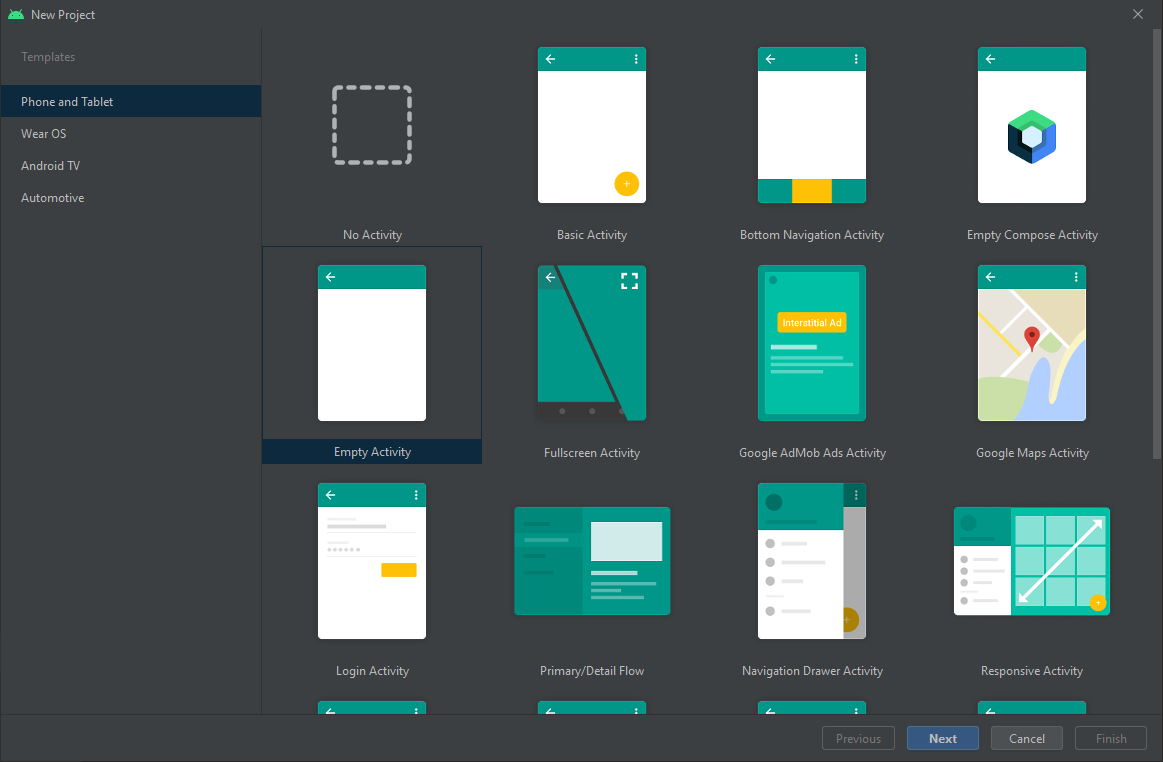 New Project
Templates
Phone and Tablet
Wear OS
Android TV
Automotive
No Activity
Basic Activity
Bottom Navigation Activity
Empty Compose Activity
Interstitial Ad
Empty Activity
Fullscreen Activity
Google AdMob Ads Activity
Google Maps Activity
Login Activity
Primary/Detail Flow
Navigation Drawer Activity
Responsive Activity
Previous
Next
Cancel
Finish